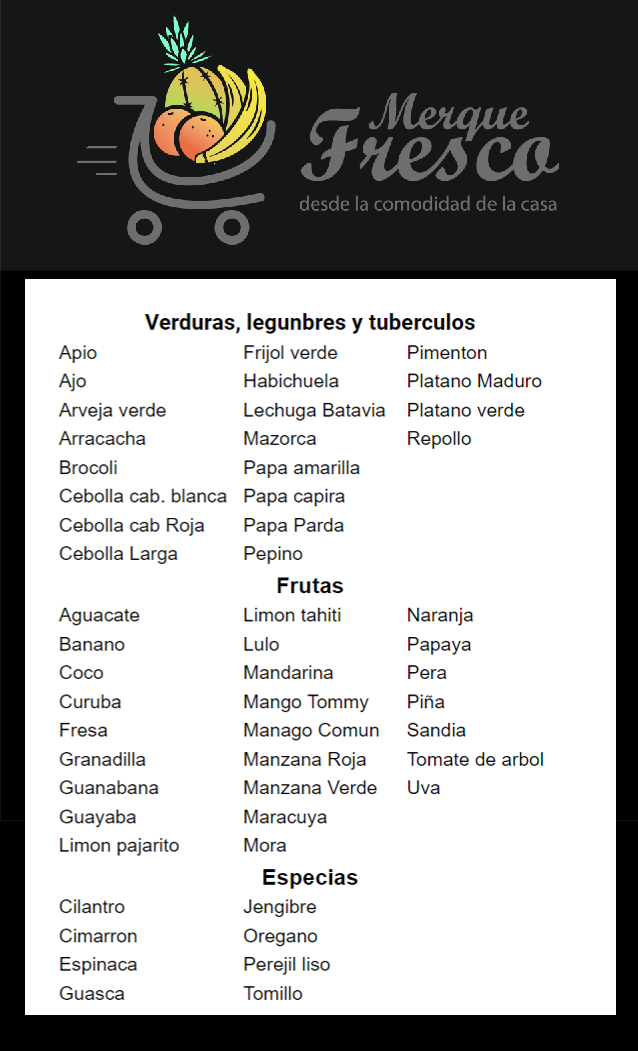 Merque
Fresco
desde la comodidad de la casa
Verduras, legunbres y tuberculos
Apio Frijol verde Pimenton
Ajo Habichuela Platano Maduro
Arveja verde Lechuga Batavia Platano verde
Arracacha Mazorca Repollo
Brocoli Papa amarilla
Cebolla cab. blanca Papa capira
Cebolla cab Roja Papa Parda
Cebolla Larga Pepino
Frutas
Aguacate Limon tahiti Naranja
Banano Lulo Papaya
Coco Mandarina Pera
Curuba Mango Tommy Piña
Fresa Manago Comun Sandia
Granadilla Manzana Roja Tomate de arbol
Guanabana Manzana Verde Uva
Guayaba Maracuya
Limon pajarito Mora
Especias
Cilantro Jengibre
Cimarron Oregano
Espinaca Perejil liso
Guasca Tomillo